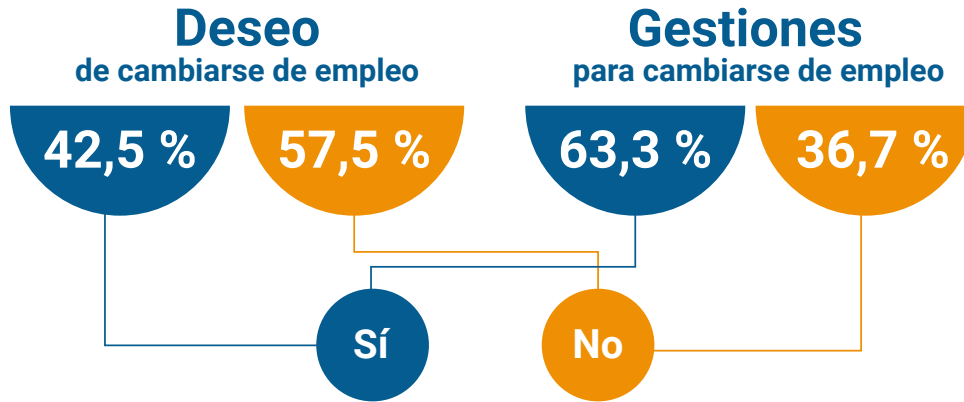 Deseo
de cambiarse de empleo
Gestiones
para cambiarse de empleo
42,5 %
57,5 %
63,3 %
36,7 %
Sí
No